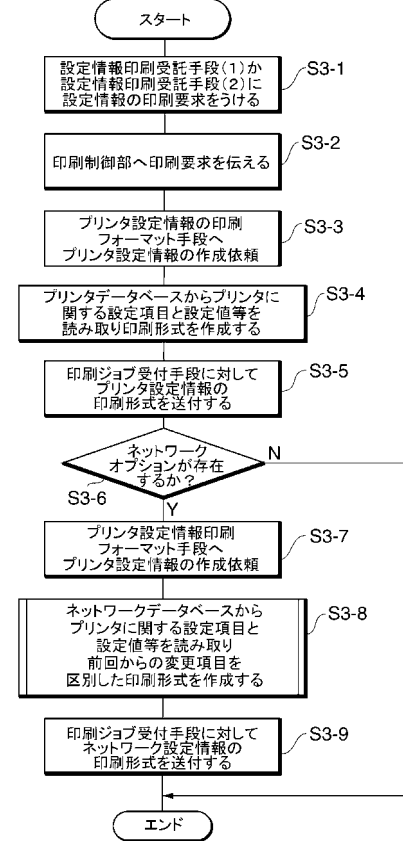 スタート
設定情報印刷受託手段(1)か
設定情報印刷受託手段(2)に
設定情報の印刷要求をうける
S3-1
印刷制御部へ印刷要求を伝える
S3-2
プリンタ設定情報の印刷
フォーマット手段へ
プリンタ設定情報の作成依頼
S3-3
プリンタデータベースからプリンタに
関する設定項目と設定値等を
読み取り印刷形式を作成する
S3-4
印刷ジョブ受付手段に対して
プリンタ設定情報の
印刷形式を送付する
S3-5
ネットワーク
オプションが存在
するか?
S3-6
N
Y
プリンタ設定情報印刷
フォーマット手段へ
プリンタ設定情報の作成依頼
S3-7
ネットワークデータベースから
プリンタに関する設定項目と
設定値等を読み取り
前回からの変更項目を
区別した印刷形式を作成する
S3-8
印刷ジョブ受付手段に対して
ネットワーク設定情報の
印刷形式を送付する
S3-9
エンド